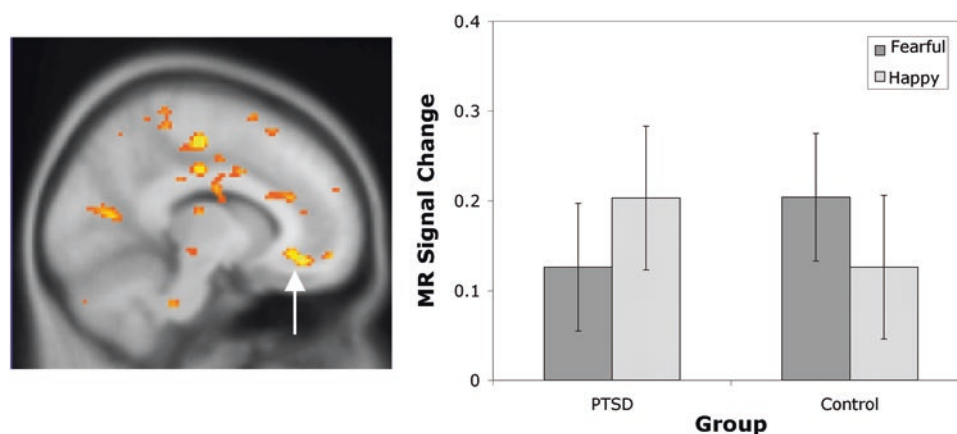 MR Signal Change
0.4
0.3
0.2
0.1
0
Fearful
Happy
PTSD
Control
Group